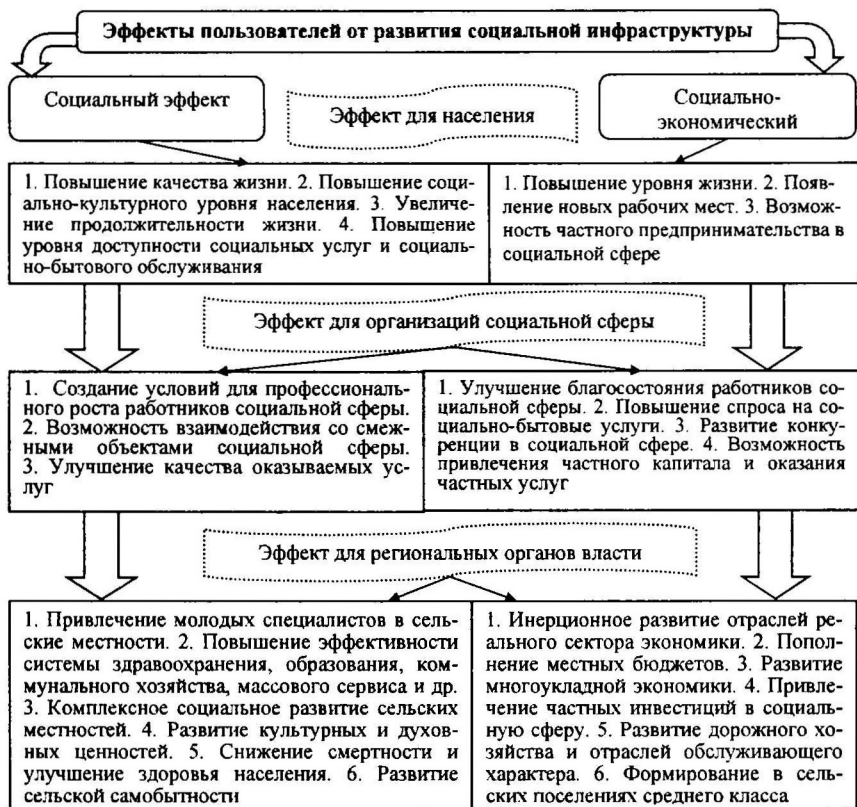 Эффекты пользователей от развития социальной инфраструктуры
Социальный эффект
Эффект для населения
Социально-
экономический
1. Повышение качества жизни. 2. Повышение соци-
ально-культурного уровня населения. 3. Увеличе-
ние продолжительности жизни. 4. Повышение
уровня доступности социальных услуг и социаль-
но-бытового обслуживания
1. Повышение уровня жизни. 2. Появ-
ление новых рабочих мест. 3. Возмож-
ность частного предпринимательства в
социальной сфере
Эффект для организаций социальной сферы
1. Создание условий для профессиональ-
ного роста работников социальной сферы.
2. Возможность взаимодействия со смеж-
ными объектами социальной сферы.
3. Улучшение качества оказываемых ус-
луг
1. Улучшение благосостояния работников со-
циальной сферы. 2. Повышение спроса на со-
циально-бытовые услуги. 3. Развитие конку-
ренции в социальной сфере. 4. Возможность
привлечения частного капитала и оказания
частных услуг
Эффект для региональных органов власти
1. Привлечение молодых специалистов в сель-
ские местности. 2. Повышение эффективности
системы здравоохранения, образования, ком-
мунального хозяйства, массового сервиса и др.
3. Комплексное социальное развитие сельских
местностей. 4. Развитие культурных и духов-
ных ценностей. 5. Снижение смертности и
улучшение здоровья населения. 6. Развитие
сельской самобытности
1. Инерционное развитие отраслей ре-
ального сектора экономики. 2. Попол-
нение местных бюджетов. 3. Развитие
многоукладной экономики. 4. Привле-
чение частных инвестиций в социаль-
ную сферу. 5. Развитие дорожного хо-
зяйства и отраслей обслуживающего
характера. 6. Формирование в сель-
ских поселениях среднего класса